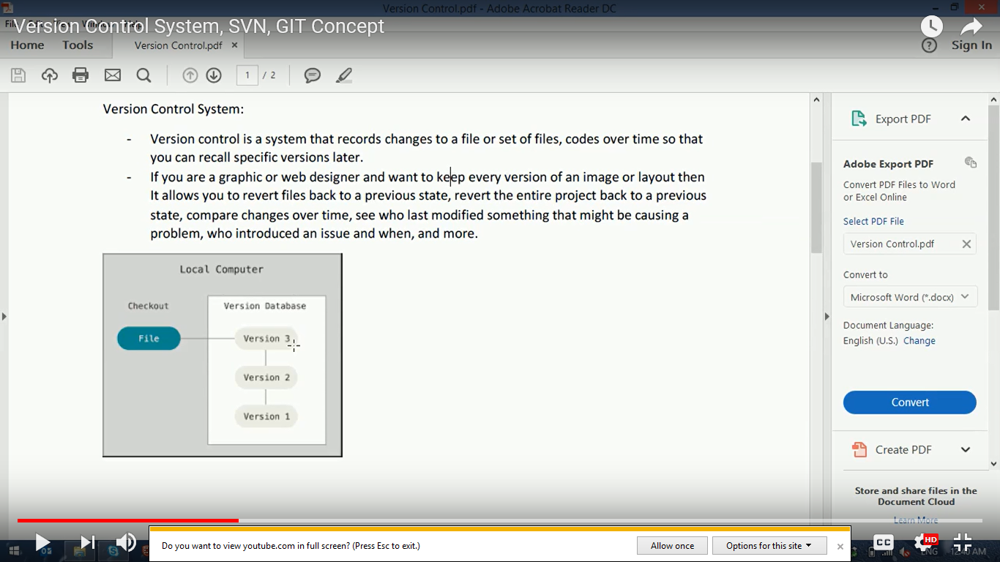 Version Control.pdf - Adobe Acrobat Reader DC
Version Control System, SVN, GIT Concept
Home Tools Version Control.pdf × ? Sign In
1 / 2
Version Control System:
- Version control is a system that records changes to a file or set of files, codes over time so that
you can recall specific versions later.
- If you are a graphic or web designer and want to keep every version of an image or layout then
It allows you to revert files back to a previous state, revert the entire project back to a previous
state, compare changes over time, see who last modified something that might be causing a
problem, who introduced an issue and when, and more.
Local Computer
Checkout
Version Database
File
Version 3
Version 2
Version 1
Export PDF
Adobe Export PDF
Convert PDF Files to Word
or Excel Online
Select PDF File
Version Control.pdf
Convert to
Microsoft Word (*.docx)
Document Language:
English (U.S.) Change
Convert
Create PDF
Store and share files in the
Document Cloud
Learn More
Do you want to view youtube.com in full screen? (Press Esc to exit.)
Allow once
Options for this site
CC
HD
ENG
12:40 AM